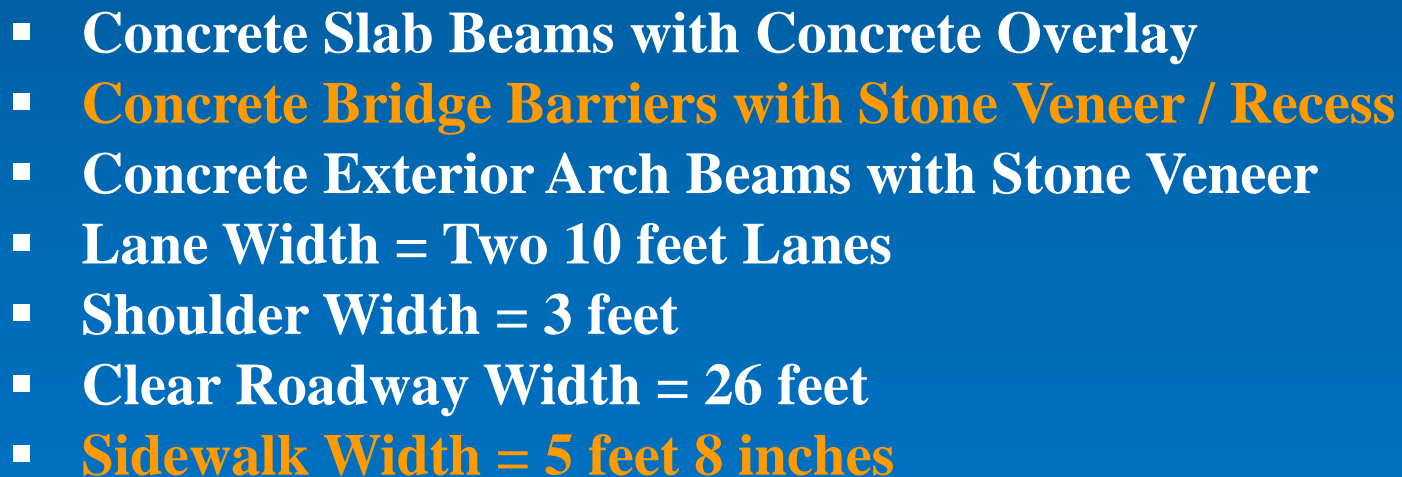 ▪ Concrete Slab Beams with Concrete Overlay
▪ Concrete Bridge Barriers with Stone Veneer / Recess
▪ Concrete Exterior Arch Beams with Stone Veneer
▪ Lane Width = Two 10 feet Lanes
▪ Shoulder Width = 3 feet
▪ Clear Roadway Width = 26 feet
▪ Sidewalk Width = 5 feet 8 inches